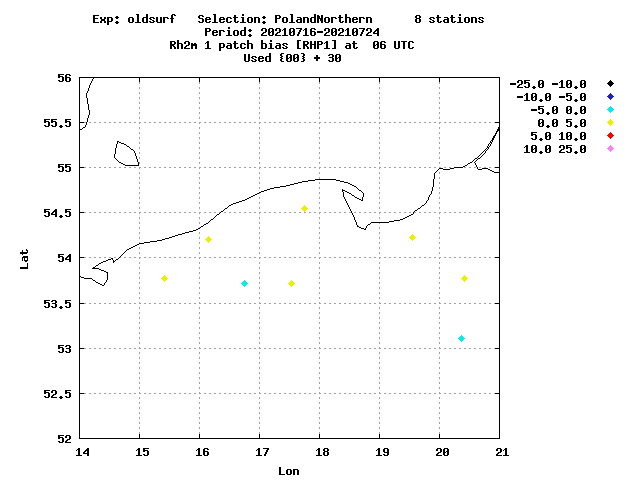 Exp: oldsurf   Selection: PolandNorthern      8 stations
Period: 20210716-20210724
Rh2m 1 patch bias [RHP1] at  06 UTC
Used {00} + 30
-25.0 -10.0
-10.0 -5.0
-5.0 0.0
0.0 5.0
5.0 10.0
10.0 25.0
56
55.5
55
54.5
54
53.5
53
52.5
52
Lat
14 15 16 17 18 19 20 21
Lon